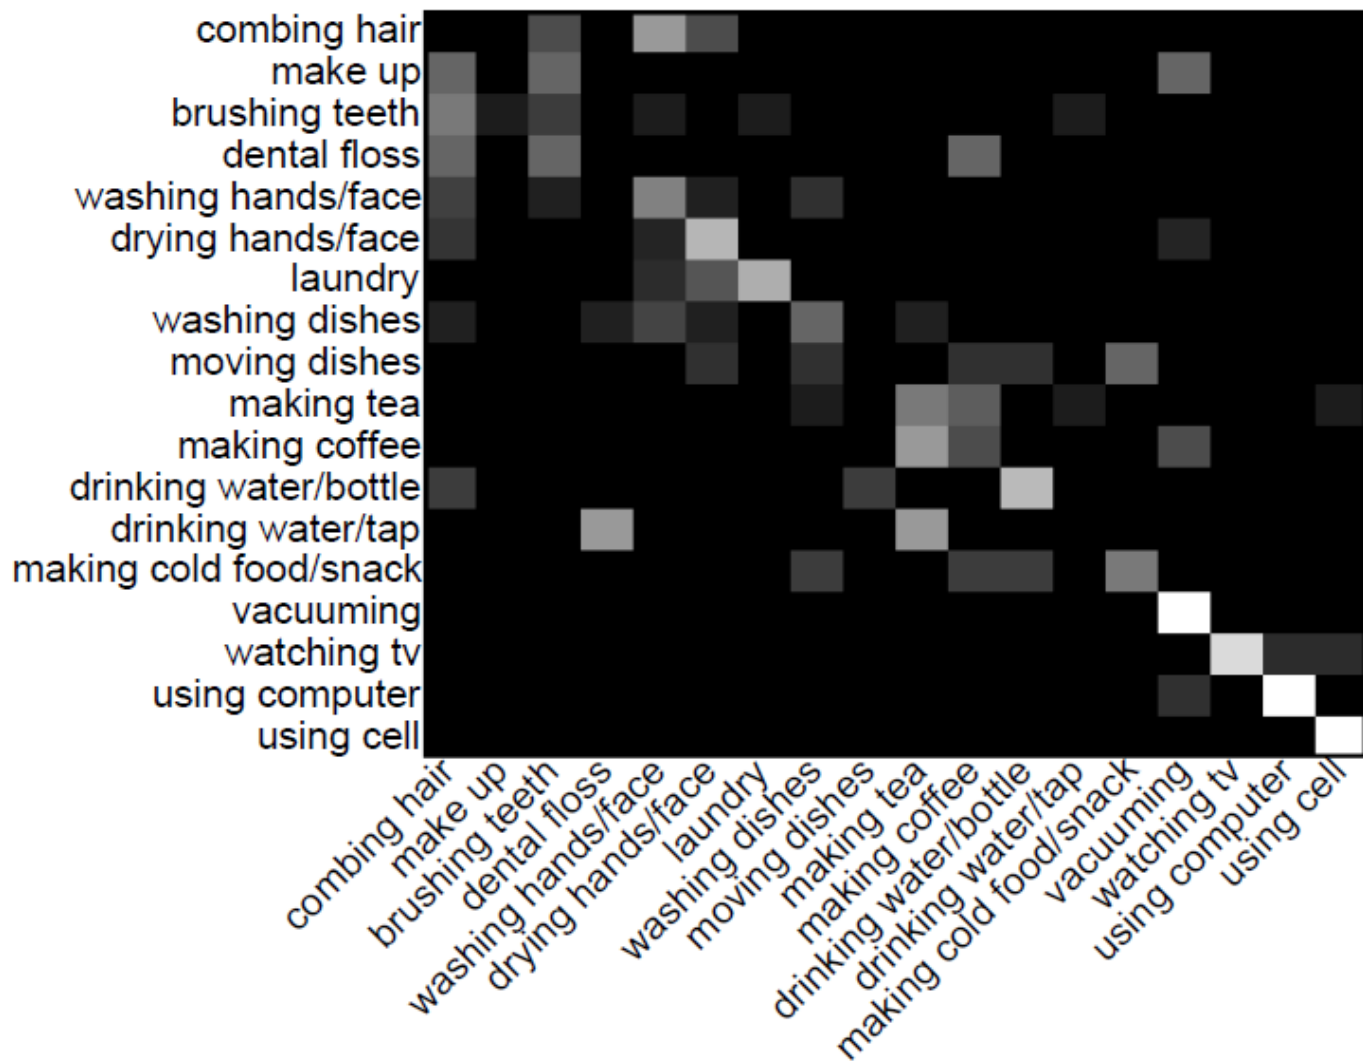 combing hair
make up
brushing teeth
dental floss
washing hands/face
drying hands/face
laundry
washing dishes
moving dishes
making tea
making coffee
drinking water/bottle
drinking water/tap
making cold food/snack
vacuuming
watching tv
using computer
using cell
combing hair
make up
brushing teeth
dental floss
washing hands/face
drying hands/face
laundry
washing dishes
moving dishes
making tea
making coffee
drinking water/bottle
drinking water/tap
making cold food/snack
vacuuming
watching tv
using computer
using cell